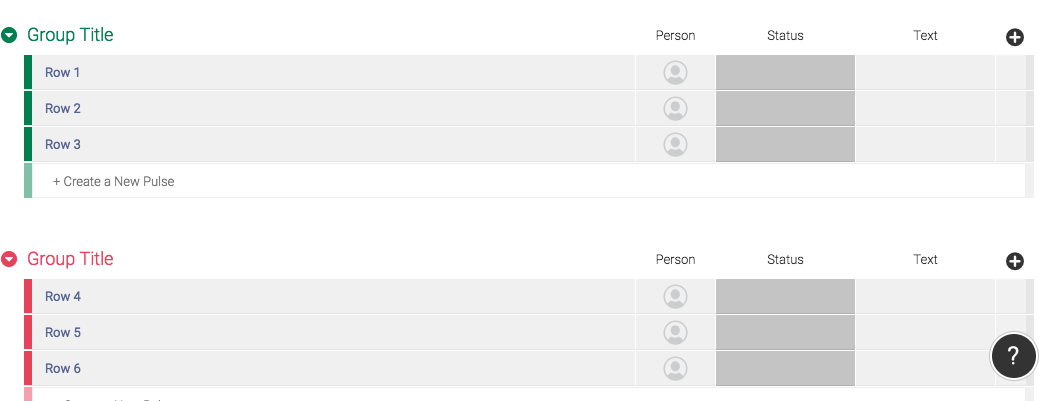 Group Title Person Status Text
Row 1
Row 2
Row 3
+ Create a New Pulse
Group Title Person Status Text
Row 4
Row 5
?
Row 6